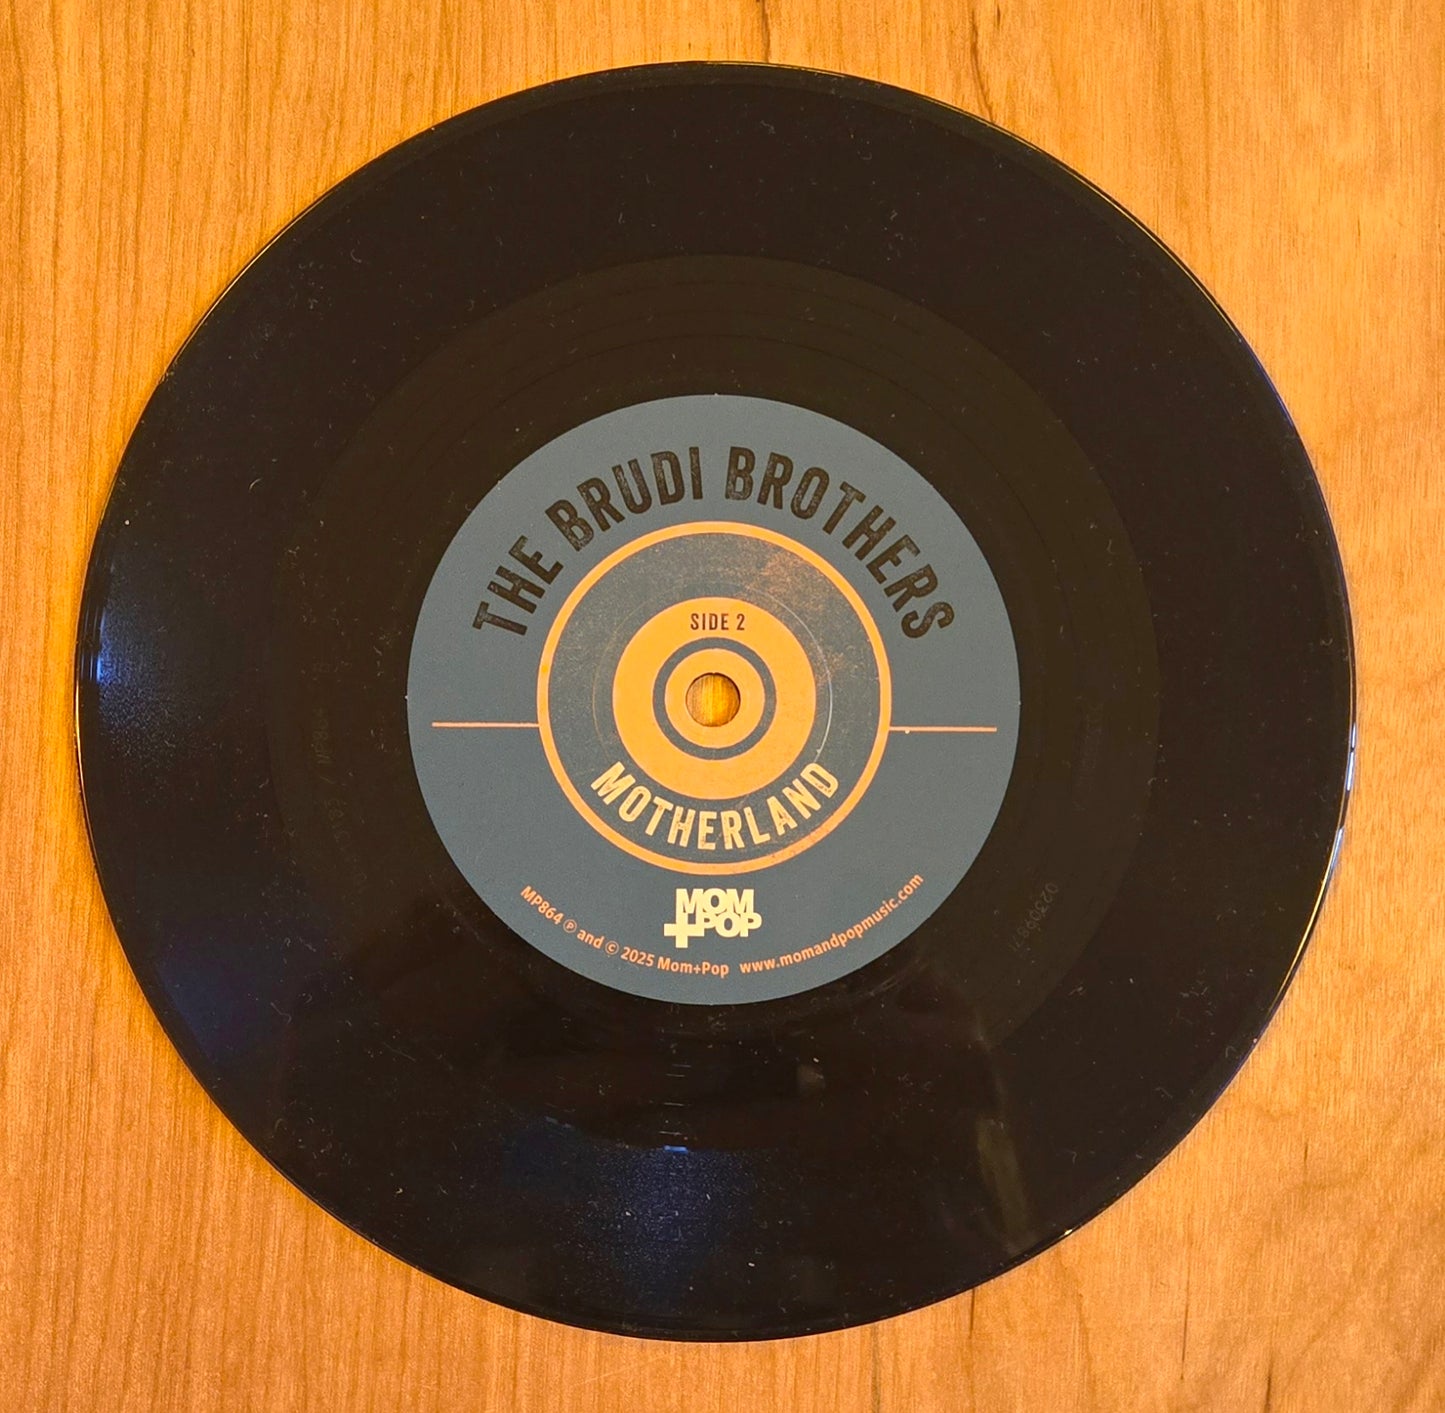 THE BRUDI BROTHERS
SIDE 2
MOTHERLAND
MOM
+POP
MP864 ℗ and © 2025 Mom+Pop www.momandpopmusic.com